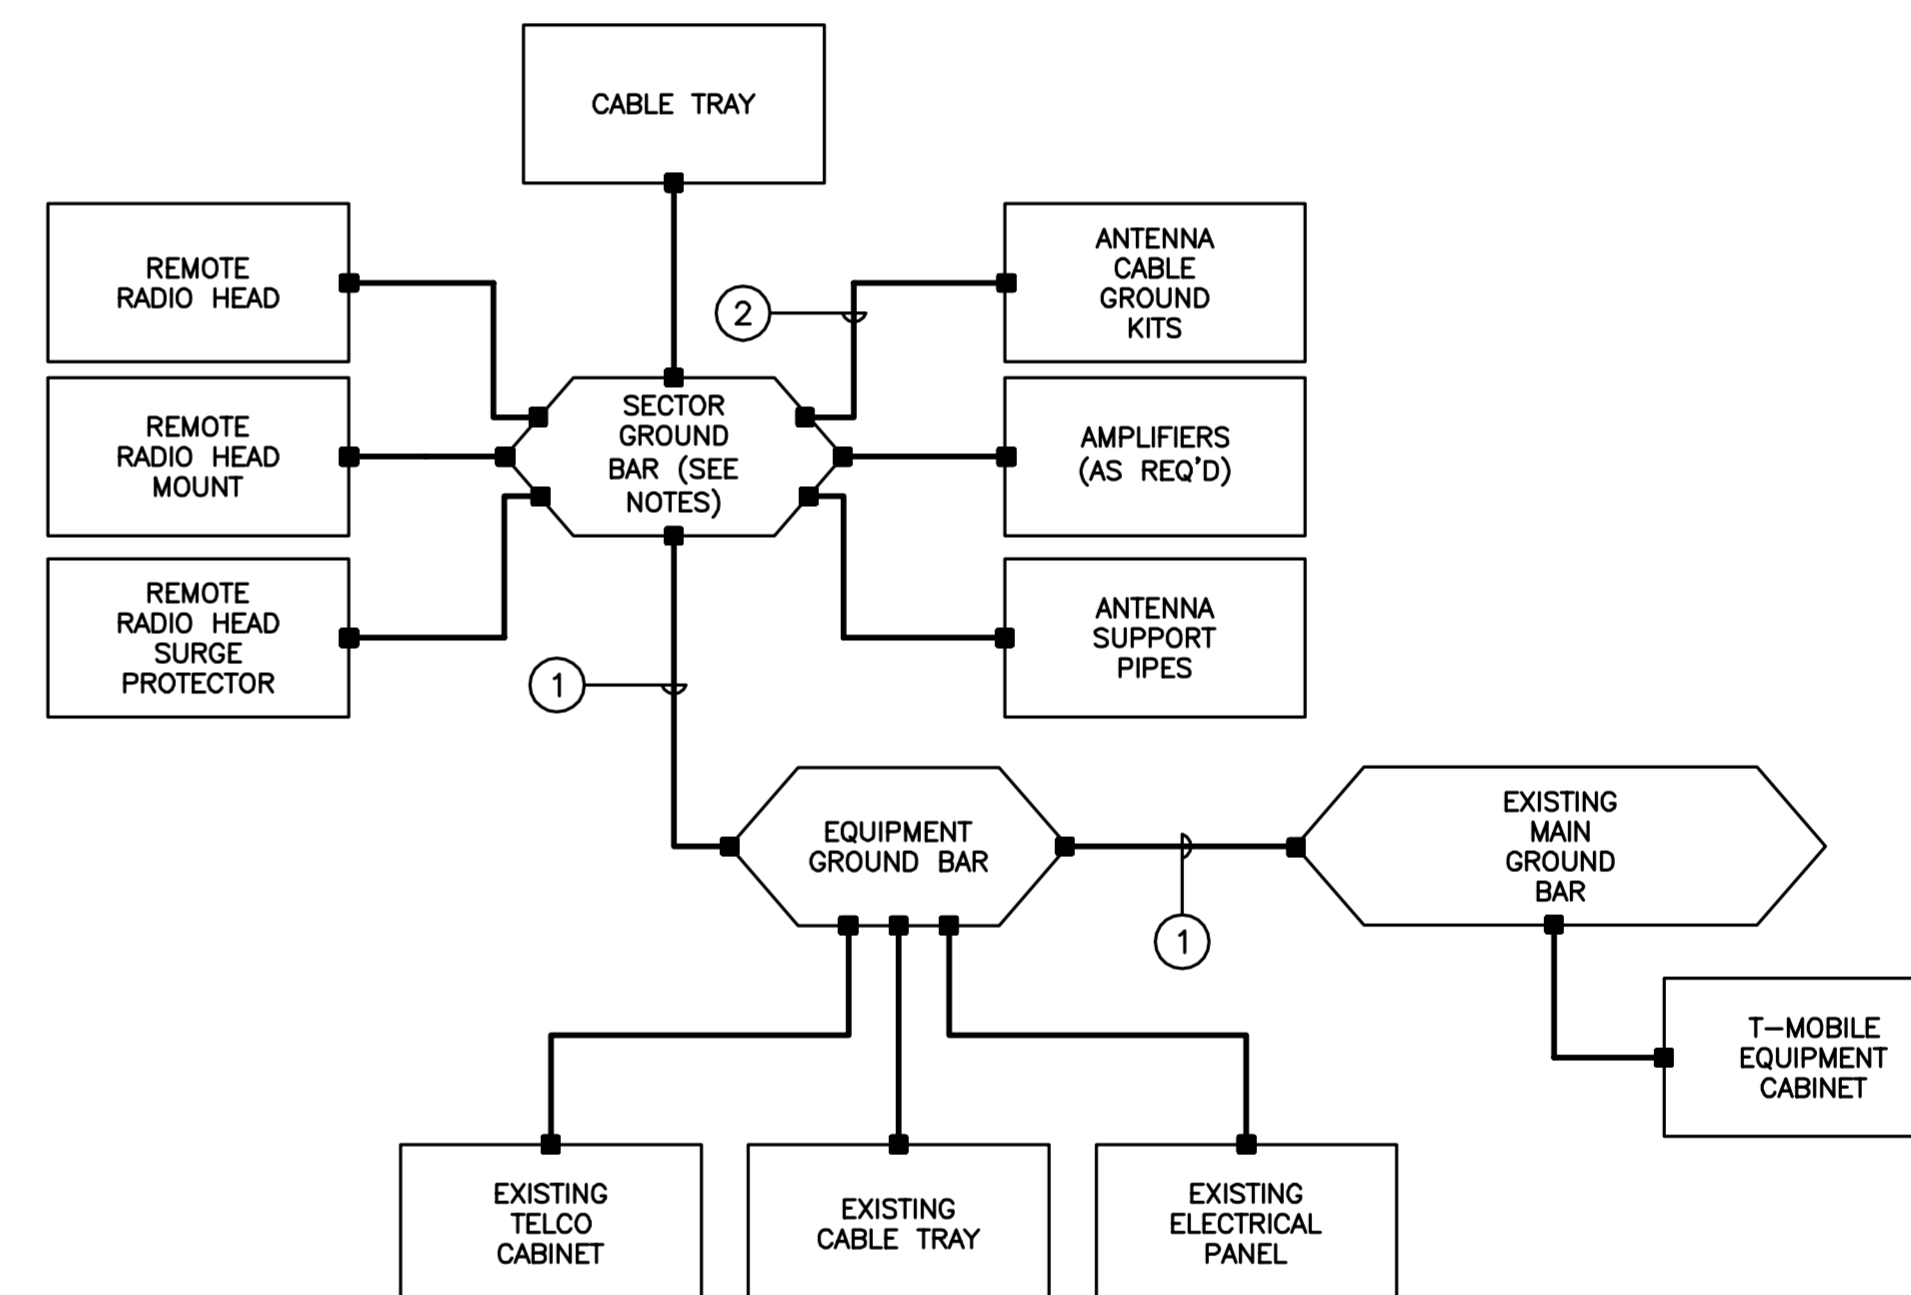 CABLE TRAY
REMOTE
RADIO HEAD
ANTENNA
CABLE
GROUND
KITS
2
REMOTE
RADIO HEAD
MOUNT
SECTOR
GROUND
BAR (SEE
NOTES)
AMPLIFIERS
(AS REQ'D)
REMOTE
RADIO HEAD
SURGE
PROTECTOR
ANTENNA
SUPPORT
PIPES
1
EQUIPMENT
GROUND BAR
EXISTING
MAIN
GROUND
BAR
1
T-MOBILE
EQUIPMENT
CABINET
EXISTING
TELCO
CABINET
EXISTING
CABLE TRAY
EXISTING
ELECTRICAL
PANEL